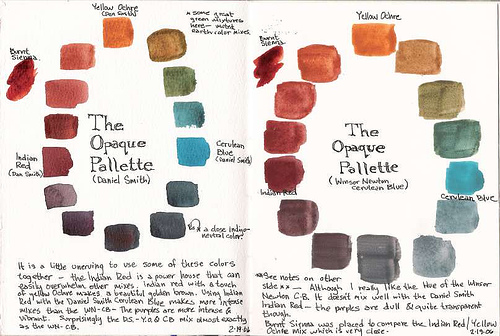 Yellow Ochre
(Dan Smith)
* some great
green mixtures
here - muted
earth color mixes.
Burnt
Sienna
The
Opaque
Pallette
(Daniel Smith)
Indian
Red
(Dan Smith)
Cerulean
Blue
(Daniel Smith)
* a dose Indigo-
neutral color.
It is a little unerving to use some of these colors
together - the Indian Red is a power house that can
easily overwhelm other mixes. indian red with a touch
of yellow Ochre makes a beautiful golden brown. Using Indian
Red with the Daniel Smith Cerulean Blue makes more intense
mixes than the WN-CB- The purples are more intense &
vibrant. Surprisingly the D.S.-Y.O. & CB mix almost exactly
as the WN-CB.
2-19-06
Yellow Ochre
Burnt
Sienna
The
Opaque
Pallette
(Winsor Newton
cerulean Blue)
Indian Red
Cerulean Blue
**See notes on other
side ** - Although I really like the Hue of the Winsor
Newton C.B. It doesn't mix well with the Daniel Smith
Indian Red - the purples are dull & quite transparent
though.
Burnt Sienna was placed to compare the Indian Red / Yellow
Ochre mix which is very close.
2-19-06